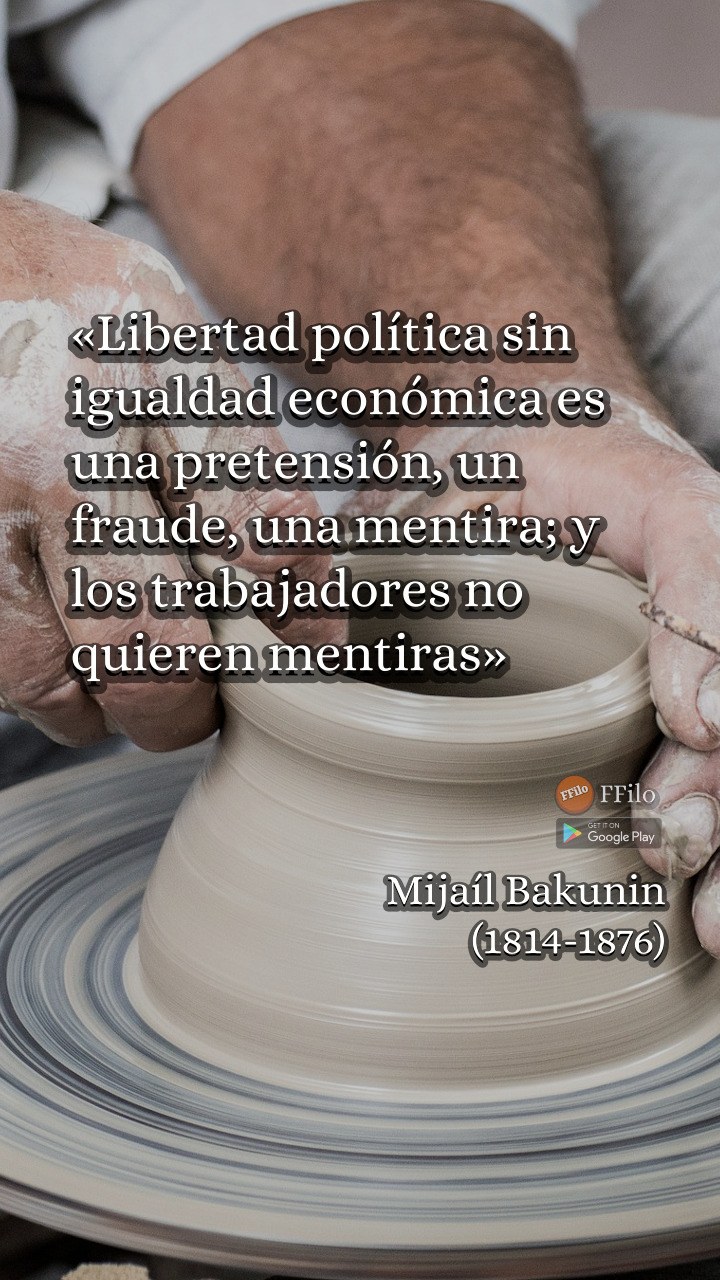 «Libertad política sin
igualdad económica es
una pretensión, un
fraude, una mentira; y
los trabajadores no
quieren mentiras»
FFilo FFilo
GET IT ON
Google Play
Mijaíl Bakunin
(1814-1876)